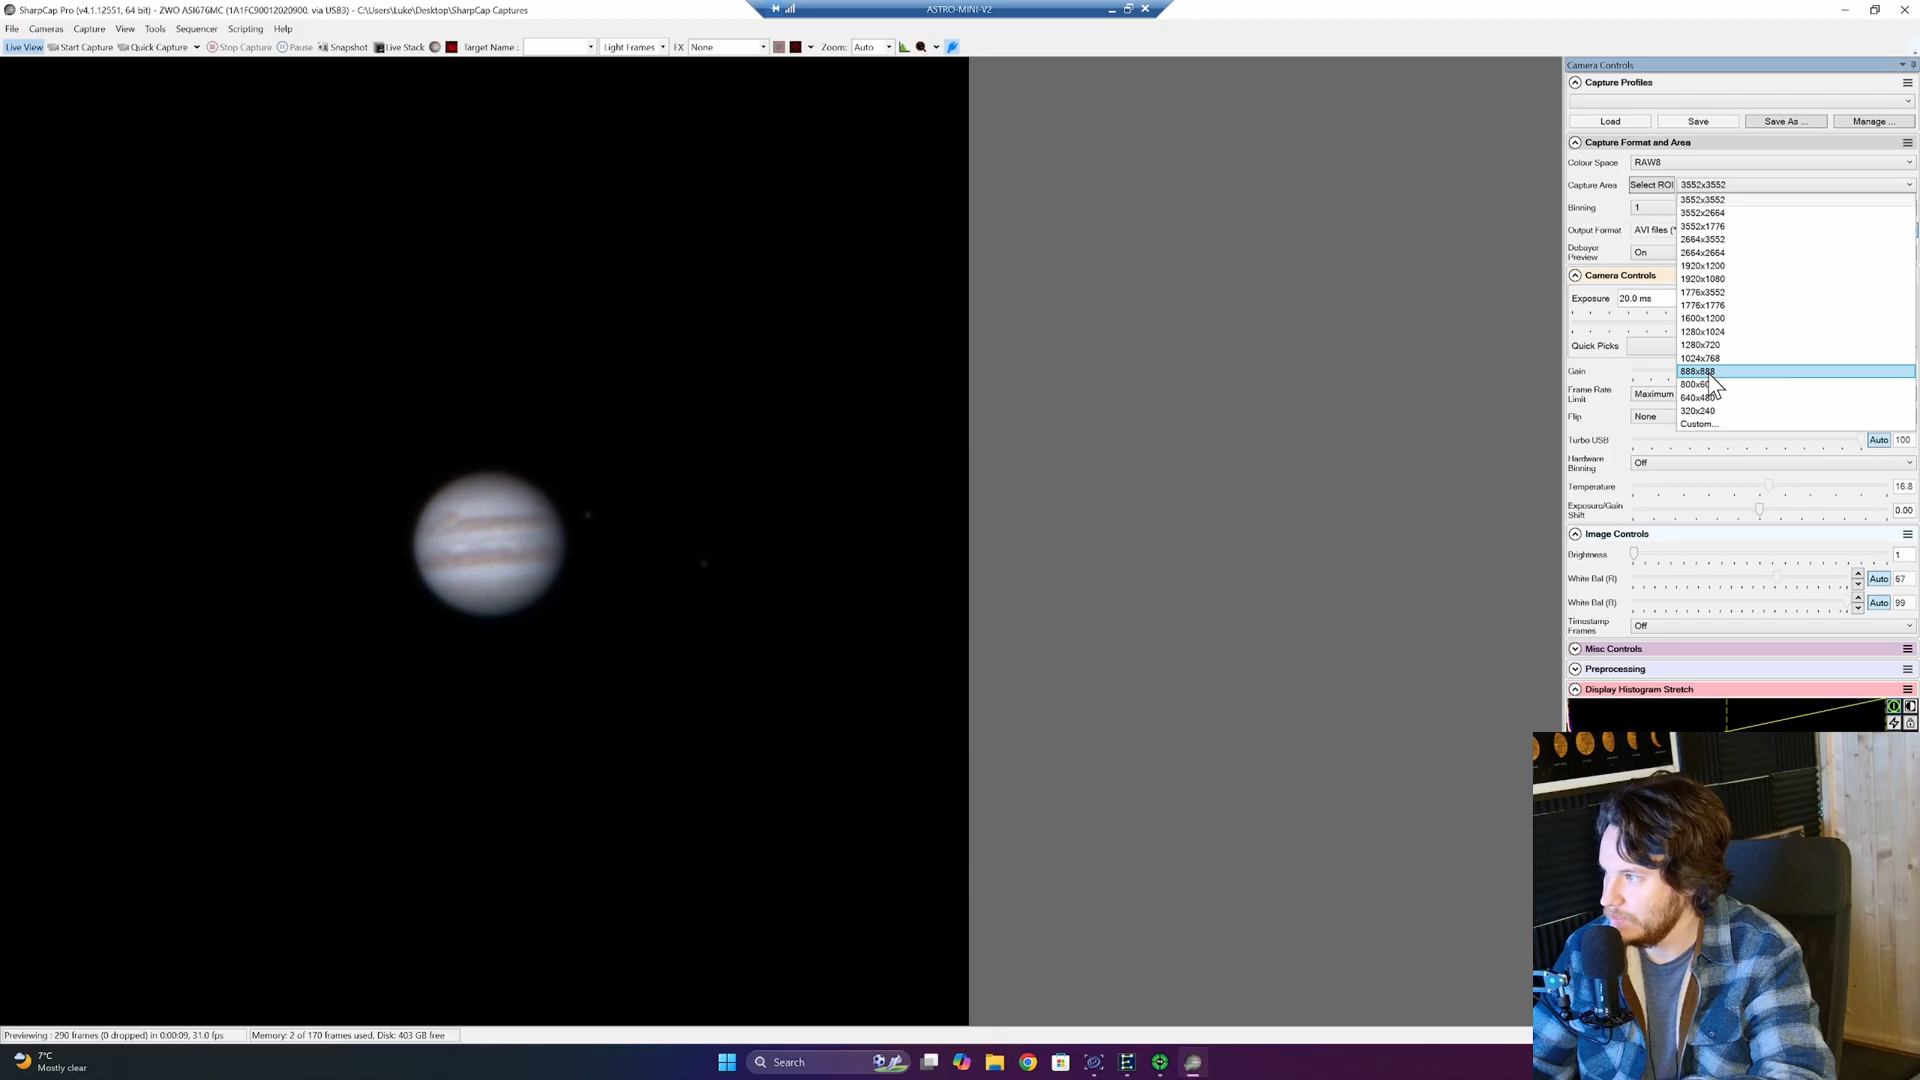 SharpCap Pro (v4.1.12551, 64 bit) - ZWO ASI676MC (1A1FC90012020900, via USB3) - C:\Users\Luke\Desktop\SharpCap Captures
ASTRO-MINI-V2
File Cameras Capture View Tools Sequencer Scripting Help
Live View Start Capture Quick Capture Stop Capture Pause Snapshot Live Stack Target Name : Light Frames FX None Zoom: Auto
Camera Controls
Capture Profiles
Load Save Save As ... Manage ...
Capture Format and Area
Colour Space RAW8
Capture Area Select ROI 3552x3552
3552x3552
Binning 1
3552x2664
3552x1776
Output Format AVI files (*
2664x3552
Debayer Preview On
2664x2664
1920x1200
Camera Controls
1920x1080
1776x3552
Exposure 20.0 ms
1776x1776
1600x1200
1280x1024
Quick Picks
1280x720
1024x768
Gain
888x888
800x60
Frame Rate Limit Maximum
640x480
320x240
Flip None
Custom...
Turbo USB Auto 100
Hardware Binning Off
Temperature 16.8
Exposure/Gain Shift 0.00
Image Controls
Brightness 1
White Bal (R) Auto 67
White Bal (B) Auto 99
Timestamp Frames Off
Misc Controls
Preprocessing
Display Histogram Stretch
Previewing : 290 frames (0 dropped) in 0:00:09, 31.0 fps Memory: 2 of 170 frames used, Disk: 403 GB free
7°C
Mostly clear
Search